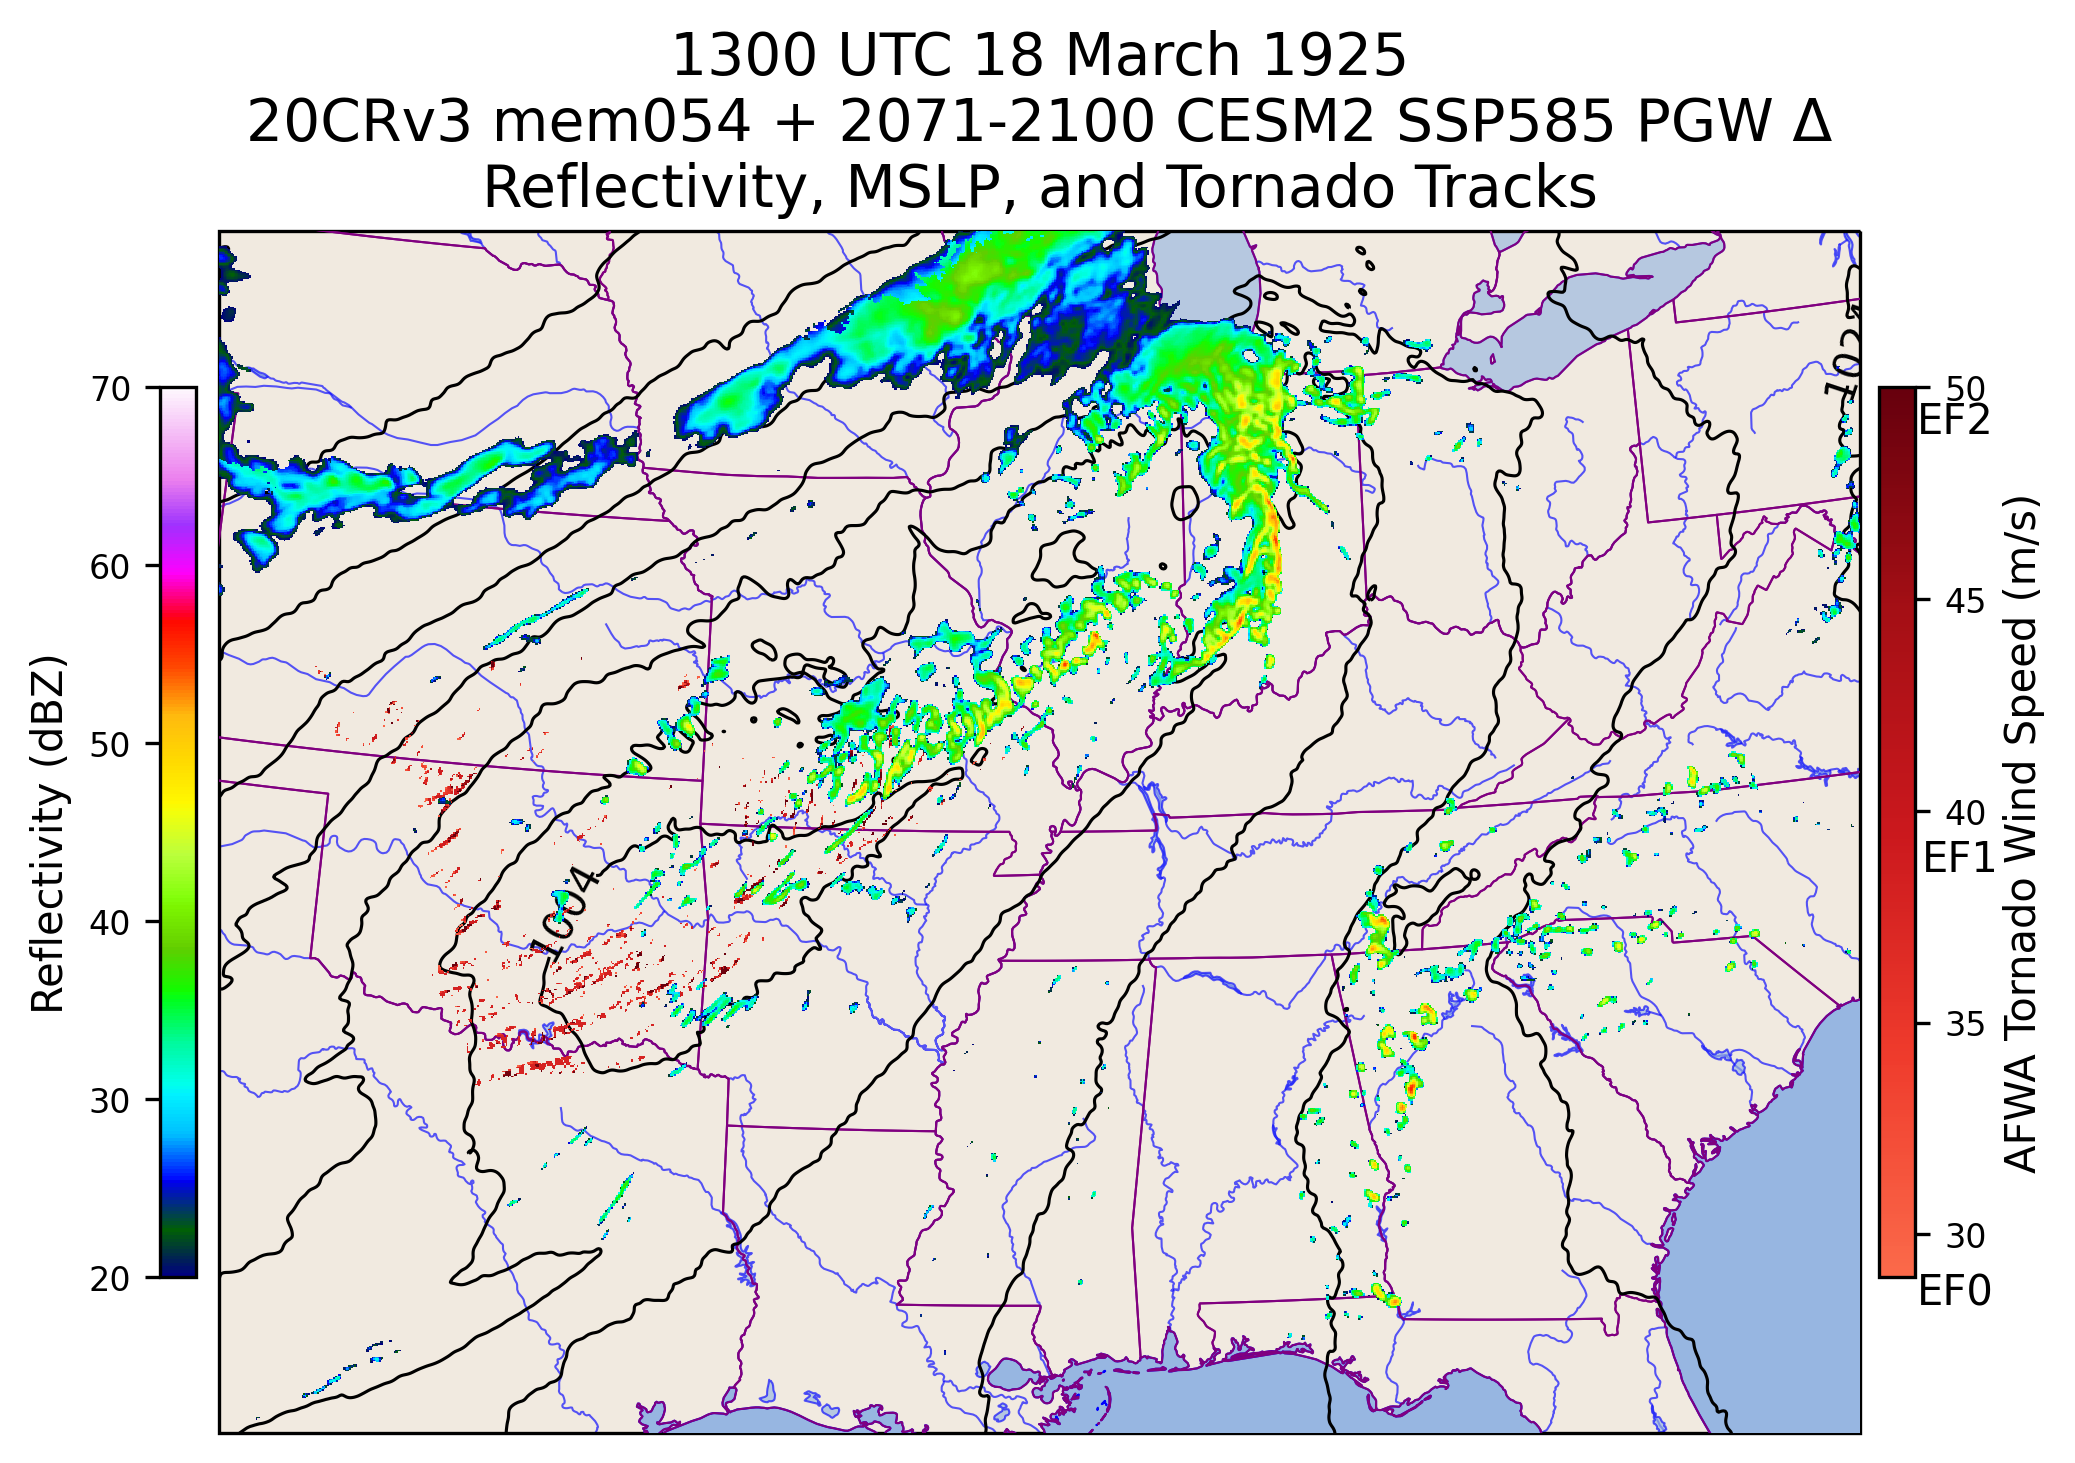 1300 UTC 18 March 1925
20CRv3 mem054 + 2071-2100 CESM2 SSP585 PGW Δ
Reflectivity, MSLP, and Tornado Tracks
70
60
50
40
30
20
Reflectivity (dBZ)
1004
50
EF2
45
40
EF1
35
30
EF0
AFWA Tornado Wind Speed (m/s)